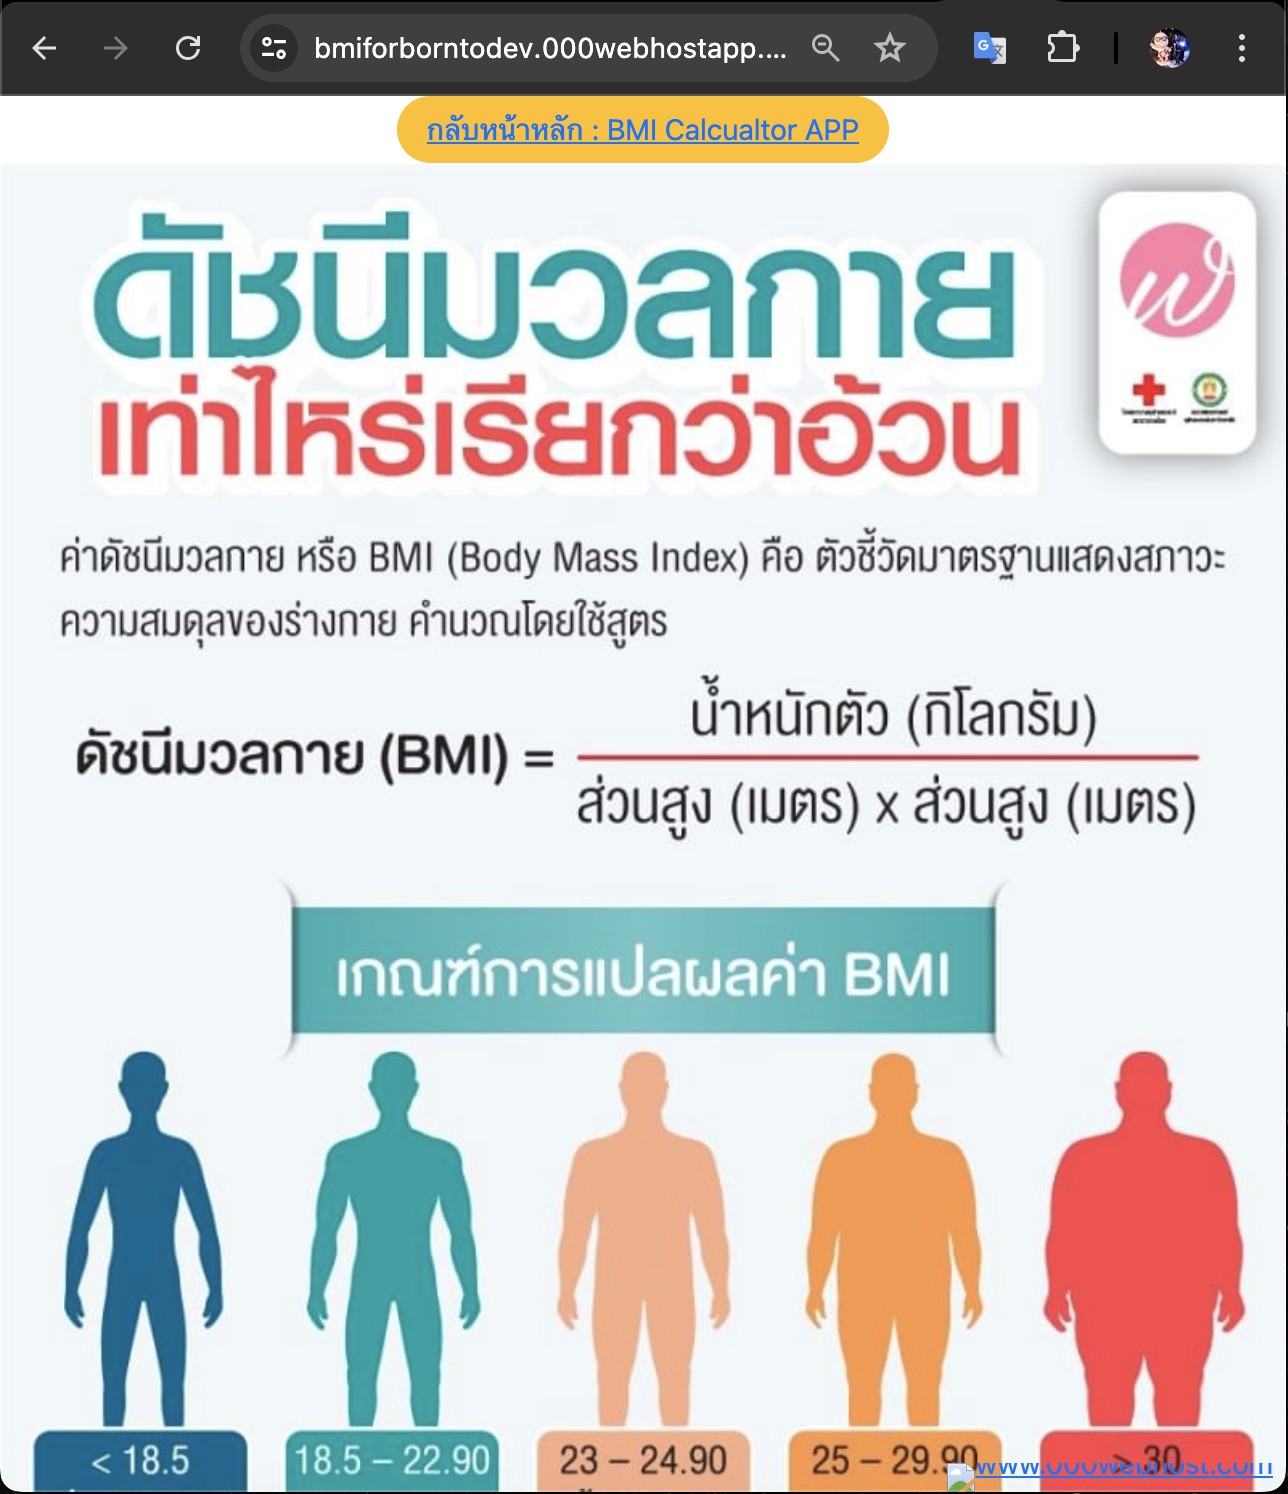 bmiforborntodev.000webhostapp....
กลับหน้าหลัก : BMI Calcualtor APP
ดัชนีมวลกาย
เท่าไหร่เรียกว่าอ้วน
ค่าดัชนีมวลกาย หรือ BMI (Body Mass Index) คือ ตัวชี้วัดมาตรฐานแสดงสภาวะ
ความสมดุลของร่างกาย คำนวณโดยใช้สูตร
น้ำหนักตัว (กิโลกรัม)
ดัชนีมวลกาย (BMI) =
ส่วนสูง (เมตร) x ส่วนสูง (เมตร)
เกณฑ์การแปลผลค่า BMI
< 18.5
18.5 – 22.90
23 – 24.90
25 – 29.90
> 30
www.000webhost.com